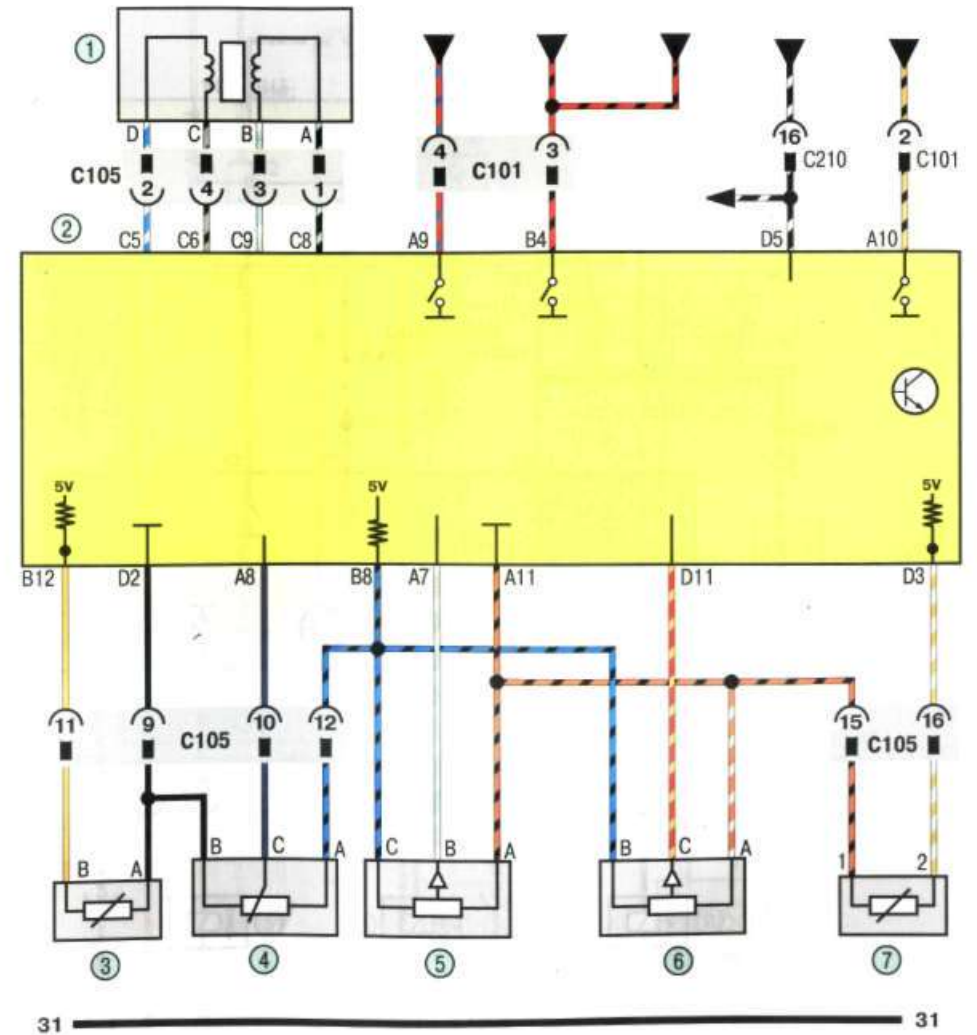 1
D C B A
C105 2 4 3 1
4 C101 3
16 C210
2 C101
2
C5 C6 C9 C8 A9 B4 D5 A10
5V 5V 5V
B12 D2 A8 B8 A7 A11 D11 D3
11 9 C105 10 12 15 16
C105
B A B C A C B A B C A 1 2
3 4 5 6 7
31 31